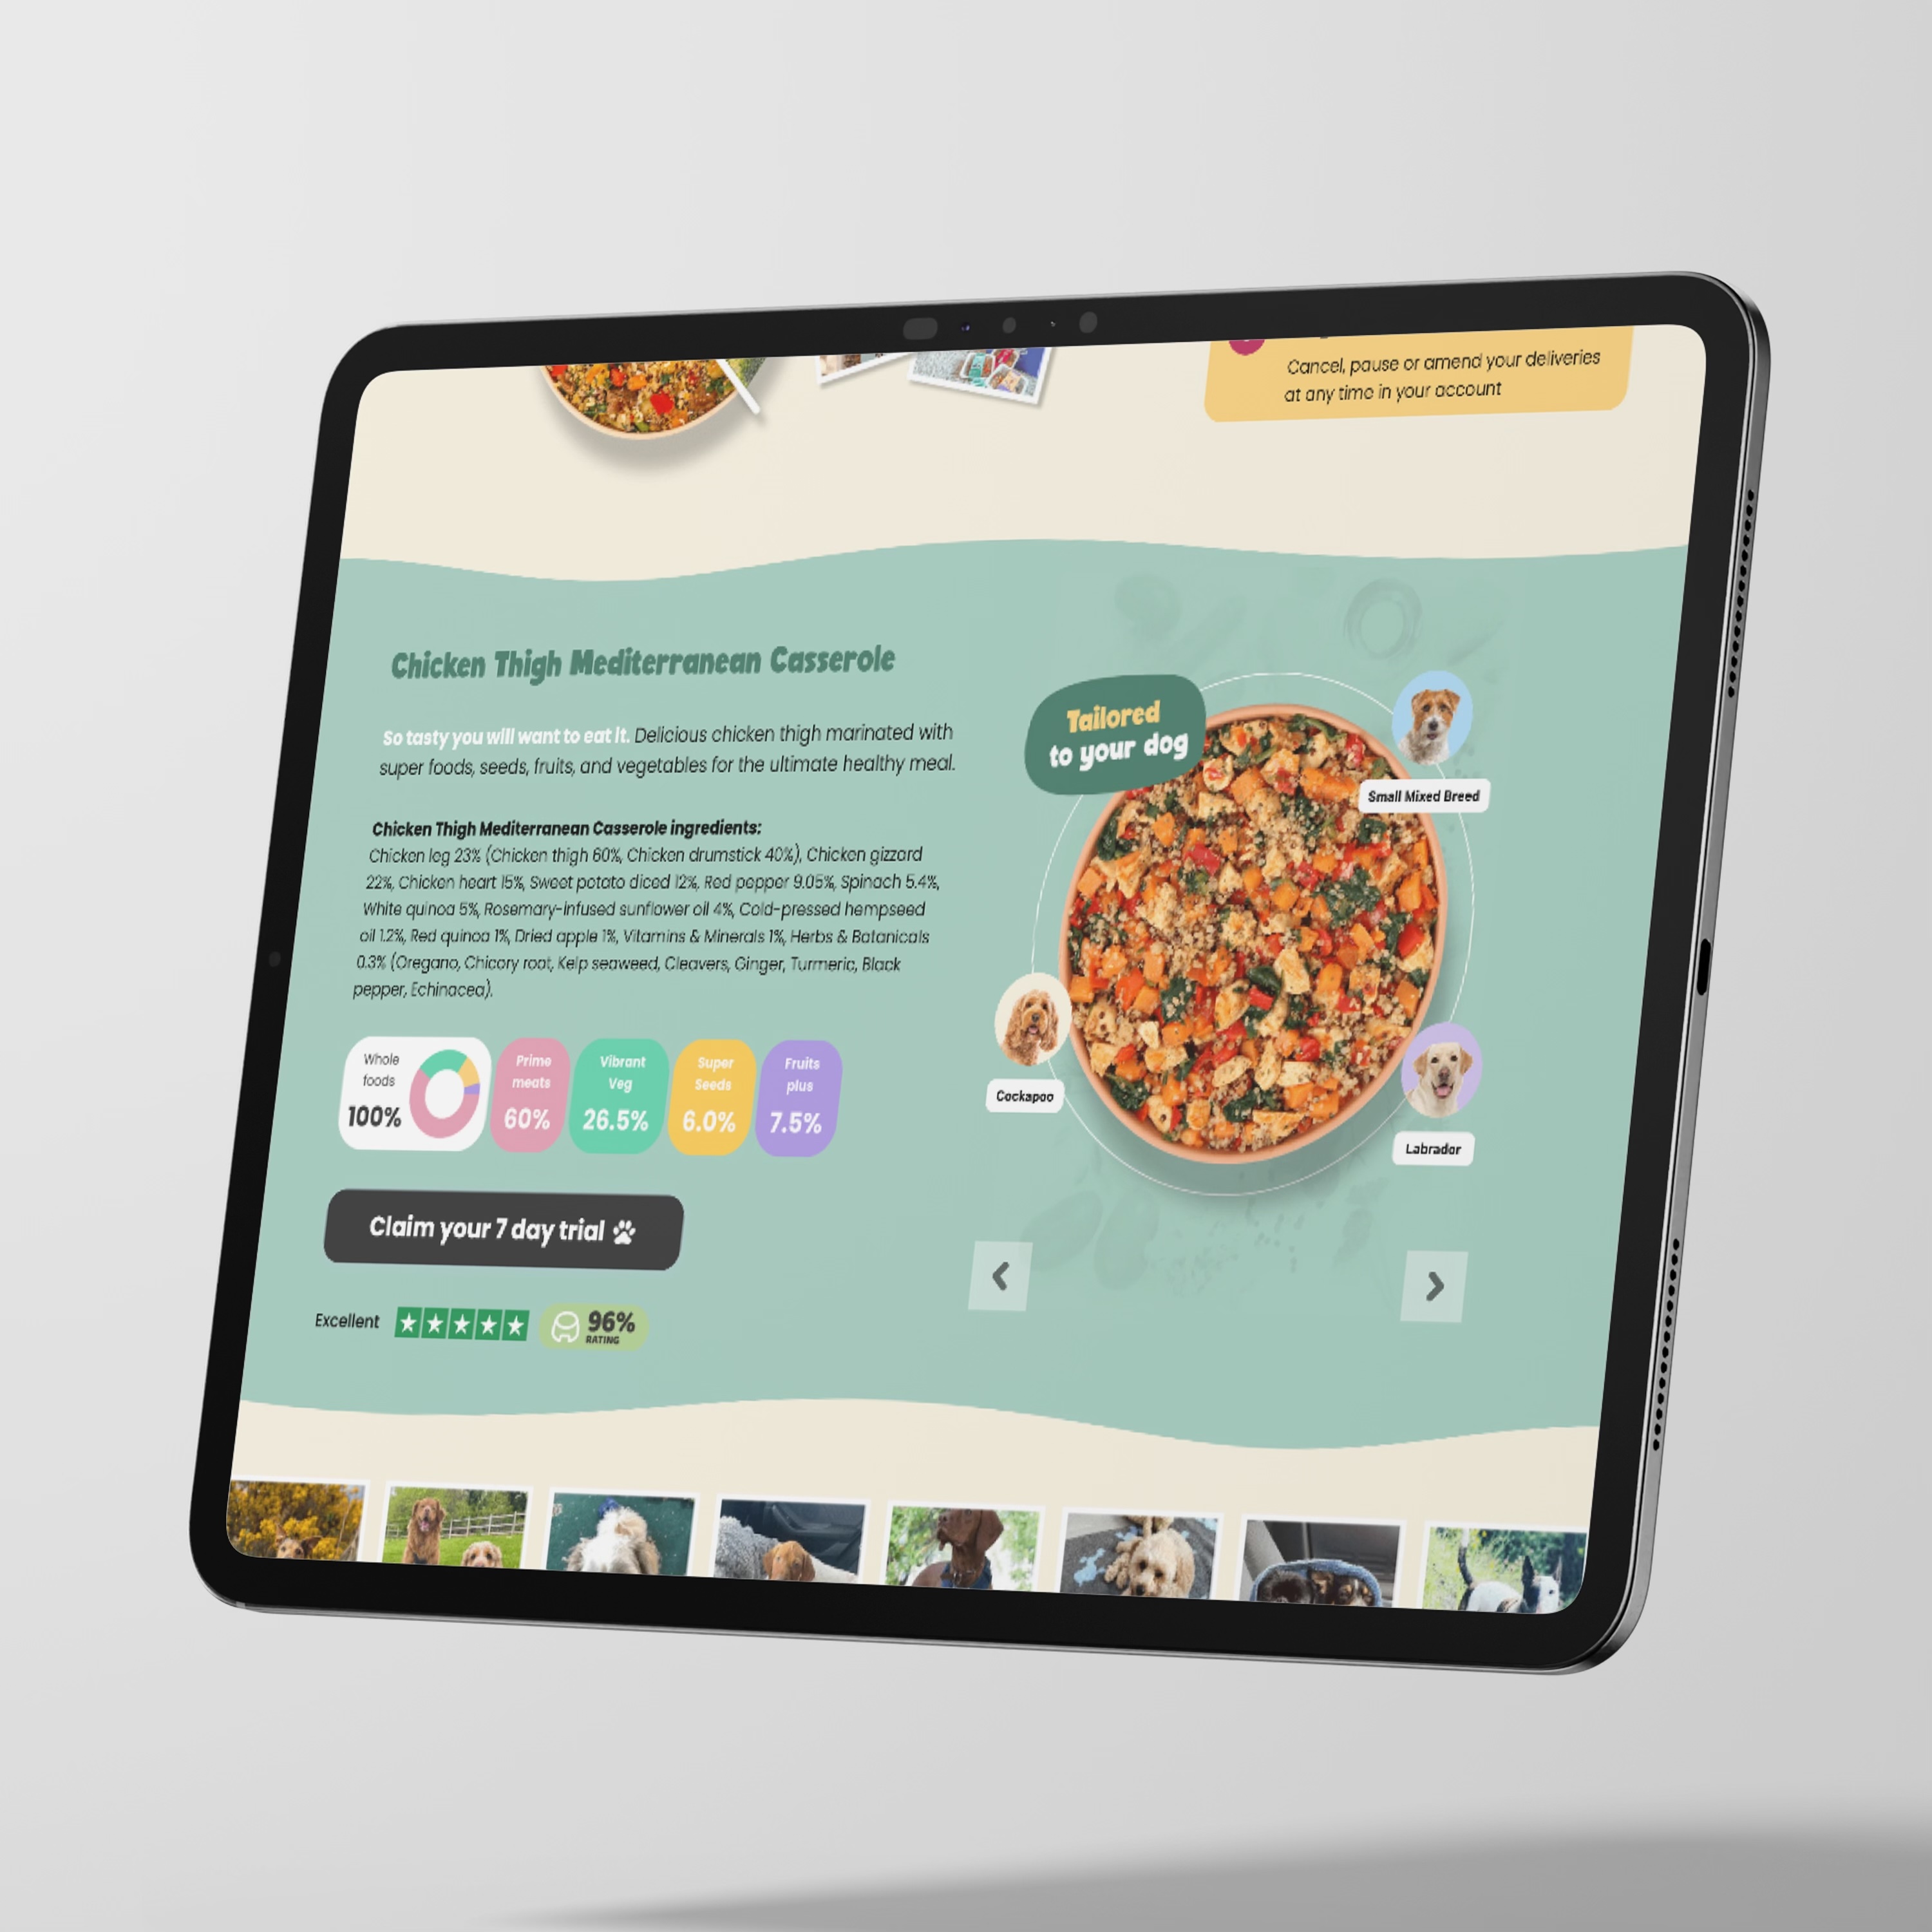 Cancel, pause or amend your deliveries
at any time in your account
Chicken Thigh Mediterranean Casserole
So tasty you will want to eat it. Delicious chicken thigh marinated with
super foods, seeds, fruits, and vegetables for the ultimate healthy meal.
Chicken Thigh Mediterranean Casserole ingredients:
Chicken leg 23% (Chicken thigh 60%, Chicken drumstick 40%), Chicken gizzard
22%, Chicken heart 15%, Sweet potato diced 12%, Red pepper 9.05%, Spinach 5.4%,
White quinoa 5%, Rosemary-infused sunflower oil 4%, Cold-pressed hempseed
oil 1.2%, Red quinoa 1%, Dried apple 1%, Vitamins & Minerals 1%, Herbs & Botanicals
0.3% (Oregano, Chicory root, Kelp seaweed, Cleavers, Ginger, Turmeric, Black
pepper, Echinacea).
Whole
foods
100%
Prime
meats
60%
Vibrant
Veg
26.5%
Super
Seeds
6.0%
Fruits
plus
7.5%
Claim your 7 day trial
Excellent
96%
RATING
Tailored
to your dog
Small Mixed Breed
Cockapoo
Labrador